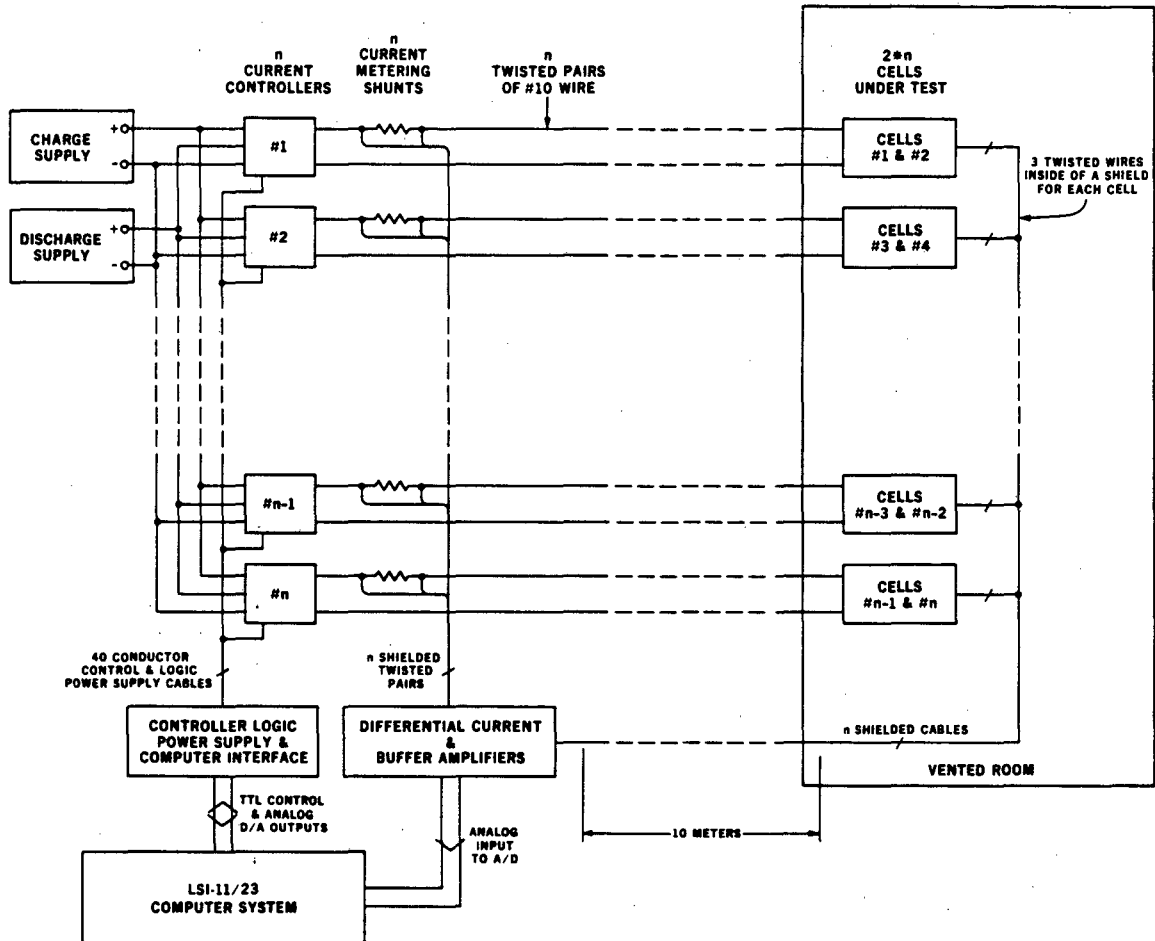 n
CURRENT
CONTROLLERS
n
CURRENT
METERING
SHUNTS
n
TWISTED PAIRS
OF #10 WIRE
2*n
CELLS
UNDER TEST
CHARGE
SUPPLY
+
-
#1
CELLS
#1 & #2
3 TWISTED WIRES
INSIDE OF A SHIELD
FOR EACH CELL
DISCHARGE
SUPPLY
+
-
#2
CELLS
#3 & #4
#n-1
CELLS
#n-3 & #n-2
#n
CELLS
#n-1 & #n
40 CONDUCTOR
CONTROL & LOGIC
POWER SUPPLY CABLES
n SHIELDED
TWISTED
PAIRS
CONTROLLER LOGIC
POWER SUPPLY &
COMPUTER INTERFACE
DIFFERENTIAL CURRENT
&
BUFFER AMPLIFIERS
n SHIELDED CABLES
VENTED ROOM
TTL CONTROL
& ANALOG
D/A OUTPUTS
ANALOG
INPUT
TO A/D
10 METERS
LSI-11/23
COMPUTER SYSTEM